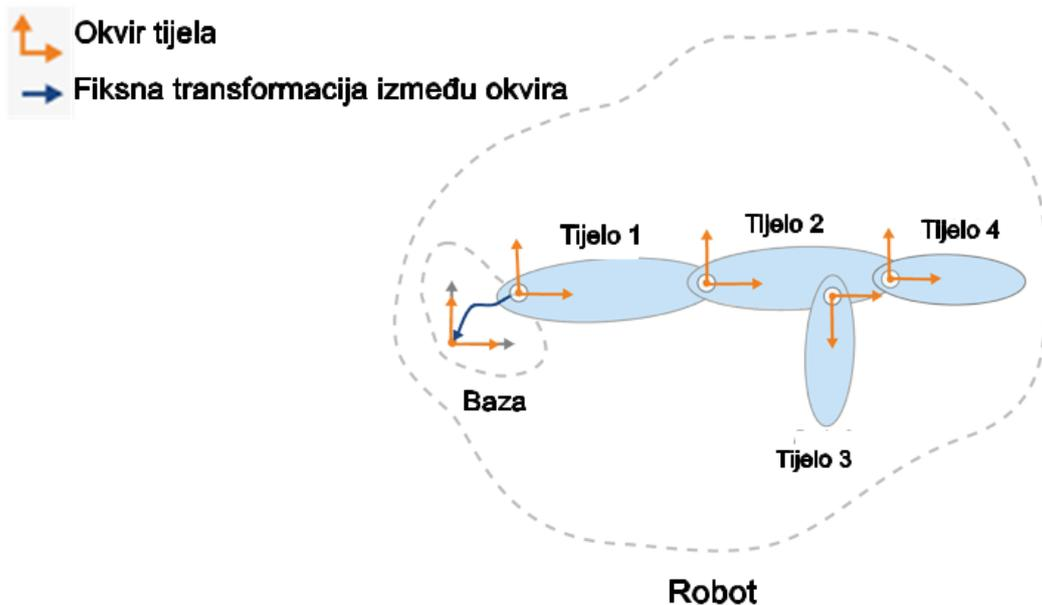 Okvir tijela
Fiksna transformacija između okvira
Tijelo 1
Tijelo 2
Tijelo 4
Baza
Tijelo 3
Robot